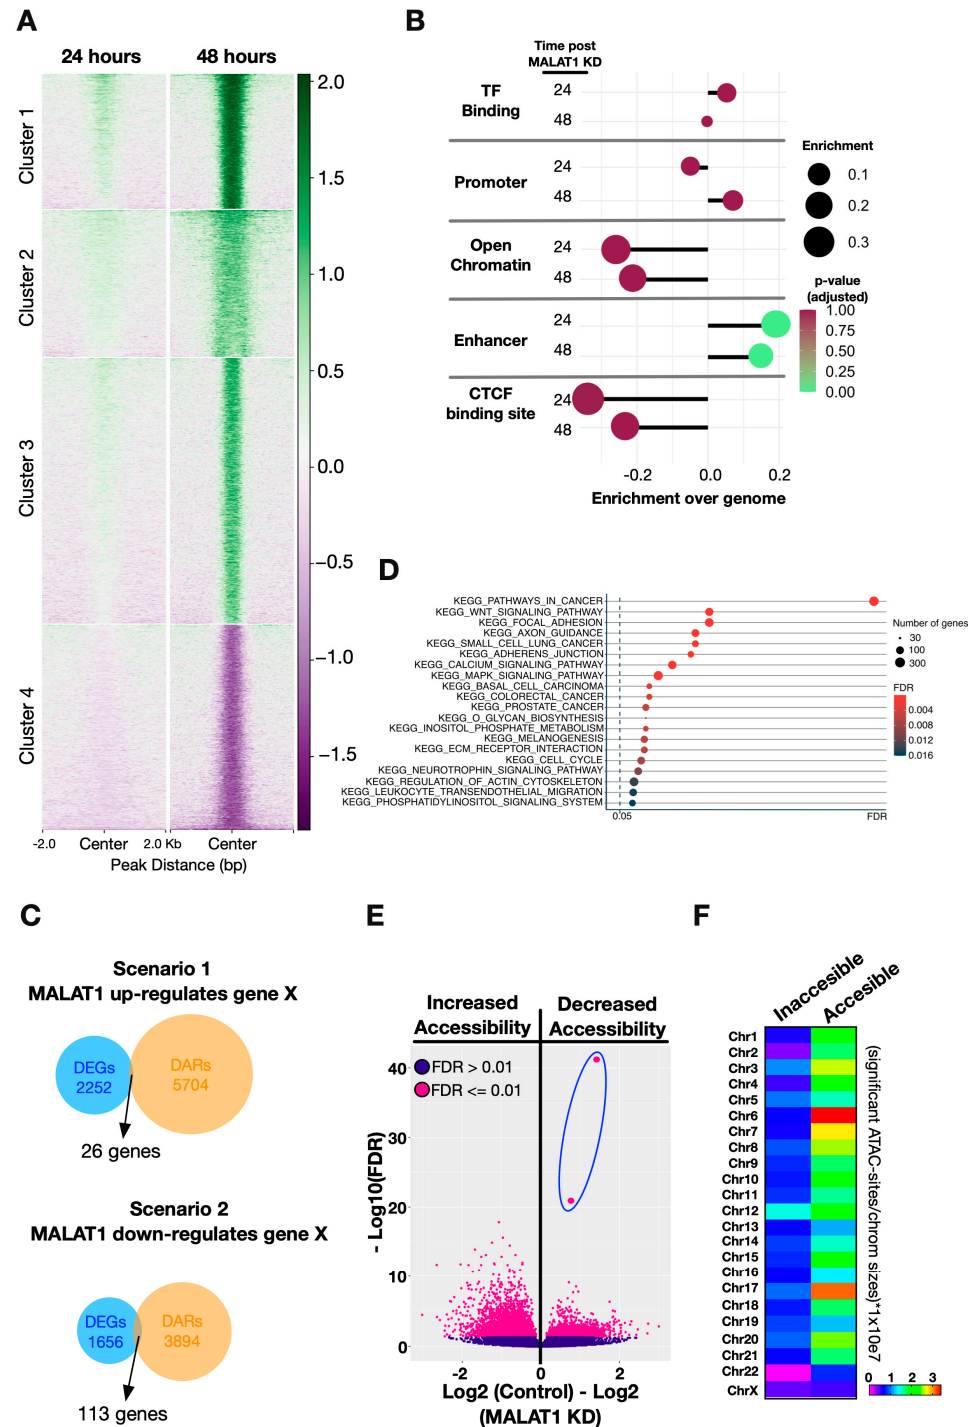 A
24 hours
48 hours
Cluster 1
Cluster 2
Cluster 3
Cluster 4
2.0
1.5
1.0
0.5
0.0
−0.5
−1.0
−1.5
-2.0
Center
2.0 Kb
Center
Peak Distance (bp)
B
Time post
MALAT1 KD
TF
Binding
24
48
Promoter
24
48
Open
Chromatin
24
48
Enhancer
24
48
CTCF
binding site
24
48
-0.2
0.0
0.2
Enrichment over genome
Enrichment
0.1
0.2
0.3
p-value
(adjusted)
1.00
0.75
0.50
0.25
0.00
D
KEGG_PATHWAYS_IN_CANCER
KEGG_WNT_SIGNALING_PATHWAY
KEGG_FOCAL_ADHESION
KEGG_AXON_GUIDANCE
KEGG_SMALL_CELL_LUNG_CANCER
KEGG_ADHERENS_JUNCTION
KEGG_CALCIUM_SIGNALING_PATHWAY
KEGG_MAPK_SIGNALING_PATHWAY
KEGG_BASAL_CELL_CARCINOMA
KEGG_COLORECTAL_CANCER
KEGG_PROSTATE_CANCER
KEGG_O_GLYCAN_BIOSYNTHESIS
KEGG_INOSITOL_PHOSPHATE_METABOLISM
KEGG_MELANOGENESIS
KEGG_ECM_RECEPTOR_INTERACTION
KEGG_CELL_CYCLE
KEGG_NEUROTROPHIN_SIGNALING_PATHWAY
KEGG_REGULATION_OF_ACTIN_CYTOSKELETON
KEGG_LEUKOCYTE_TRANSENDOTHELIAL_MIGRATION
KEGG_PHOSPHATIDYLINOSITOL_SIGNALING_SYSTEM
0.05
FDR
Number of genes
30
100
300
FDR
0.004
0.008
0.012
0.016
C
Scenario 1
MALAT1 up-regulates gene X
DEGs
2252
DARs
5704
26 genes
Scenario 2
MALAT1 down-regulates gene X
DEGs
1656
DARs
3894
113 genes
E
Increased
Accessibility
Decreased
Accessibility
FDR > 0.01
FDR <= 0.01
- Log10(FDR)
40
30
20
10
0
-2
0
2
Log2 (Control) - Log2
(MALAT1 KD)
F
Inaccesible
Accesible
Chr1
Chr2
Chr3
Chr4
Chr5
Chr6
Chr7
Chr8
Chr9
Chr10
Chr11
Chr12
Chr13
Chr14
Chr15
Chr16
Chr17
Chr18
Chr19
Chr20
Chr21
Chr22
ChrX
(significant ATAC-sites/chrom sizes)*1x10e7
0 1 2 3